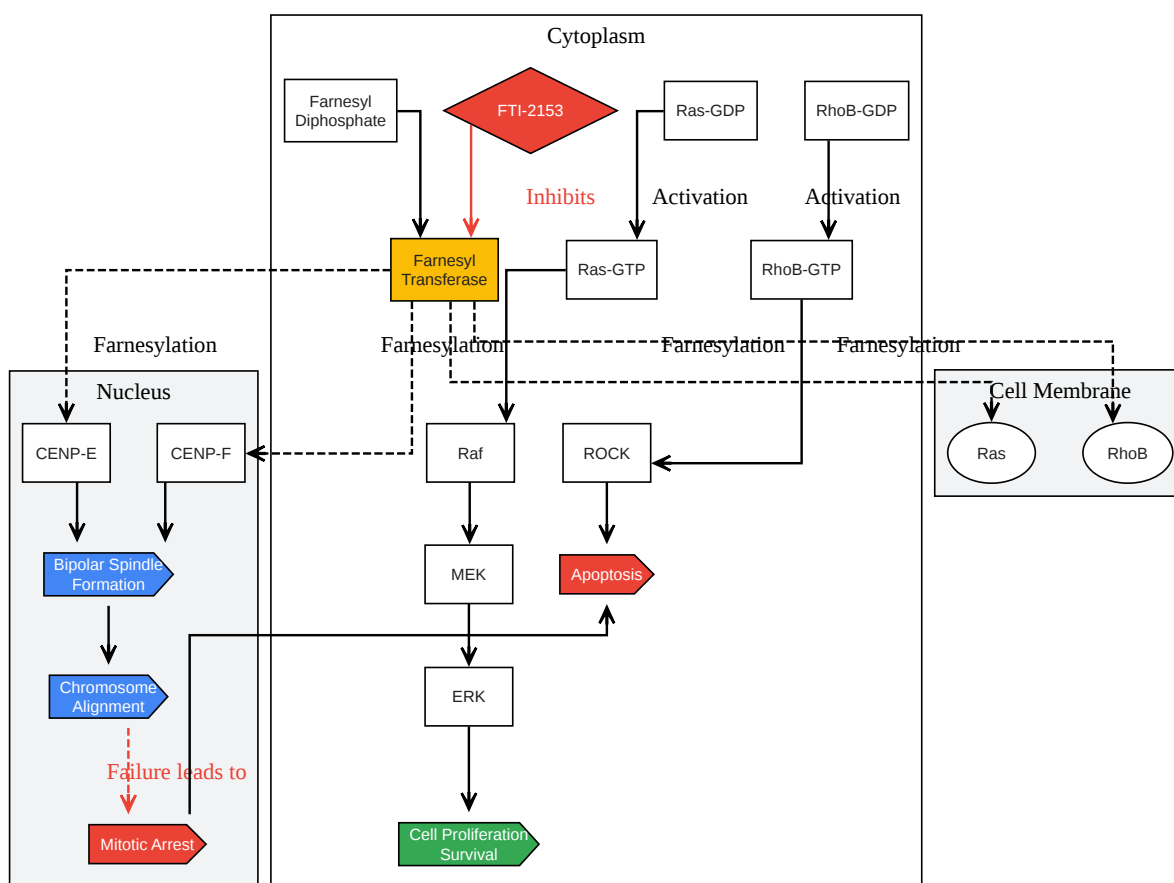 Cytoplasm
Farnesyl
Diphosphate
FTI-2153
Ras-GDP
RhoB-GDP
Inhibits
Activation
Activation
Farnesyl
Transferase
Ras-GTP
RhoB-GTP
Farnesylation
Farnesylation
Farnesylation
Farnesylation
Nucleus
Cell Membrane
CENP-E
CENP-F
Raf
ROCK
Ras
RhoB
Bipolar Spindle
Formation
MEK
Apoptosis
Chromosome
Alignment
ERK
Failure leads to
Mitotic Arrest
Cell Proliferation
Survival